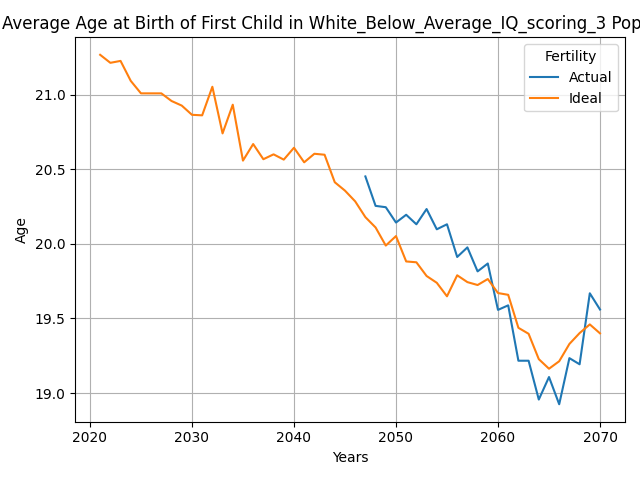 Average Age at Birth of First Child in White_Below_Average_IQ_scoring_3 Pop
Fertility
Actual
Ideal
21.0
20.5
20.0
19.5
19.0
Age
2020 2030 2040 2050 2060 2070
Years